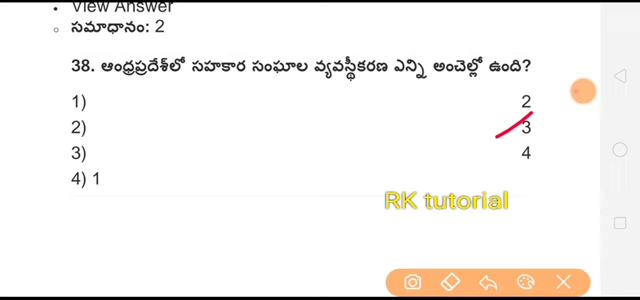 View Answer
సమాధానం: 2
38. ఆంధ్రప్రదేశ్‌లో సహకార సంఘాల వ్యవస్థీకరణ ఎన్ని అంచెల్లో ఉంది?
1) 2
2) 3
3) 4
4) 1
RK tutorial